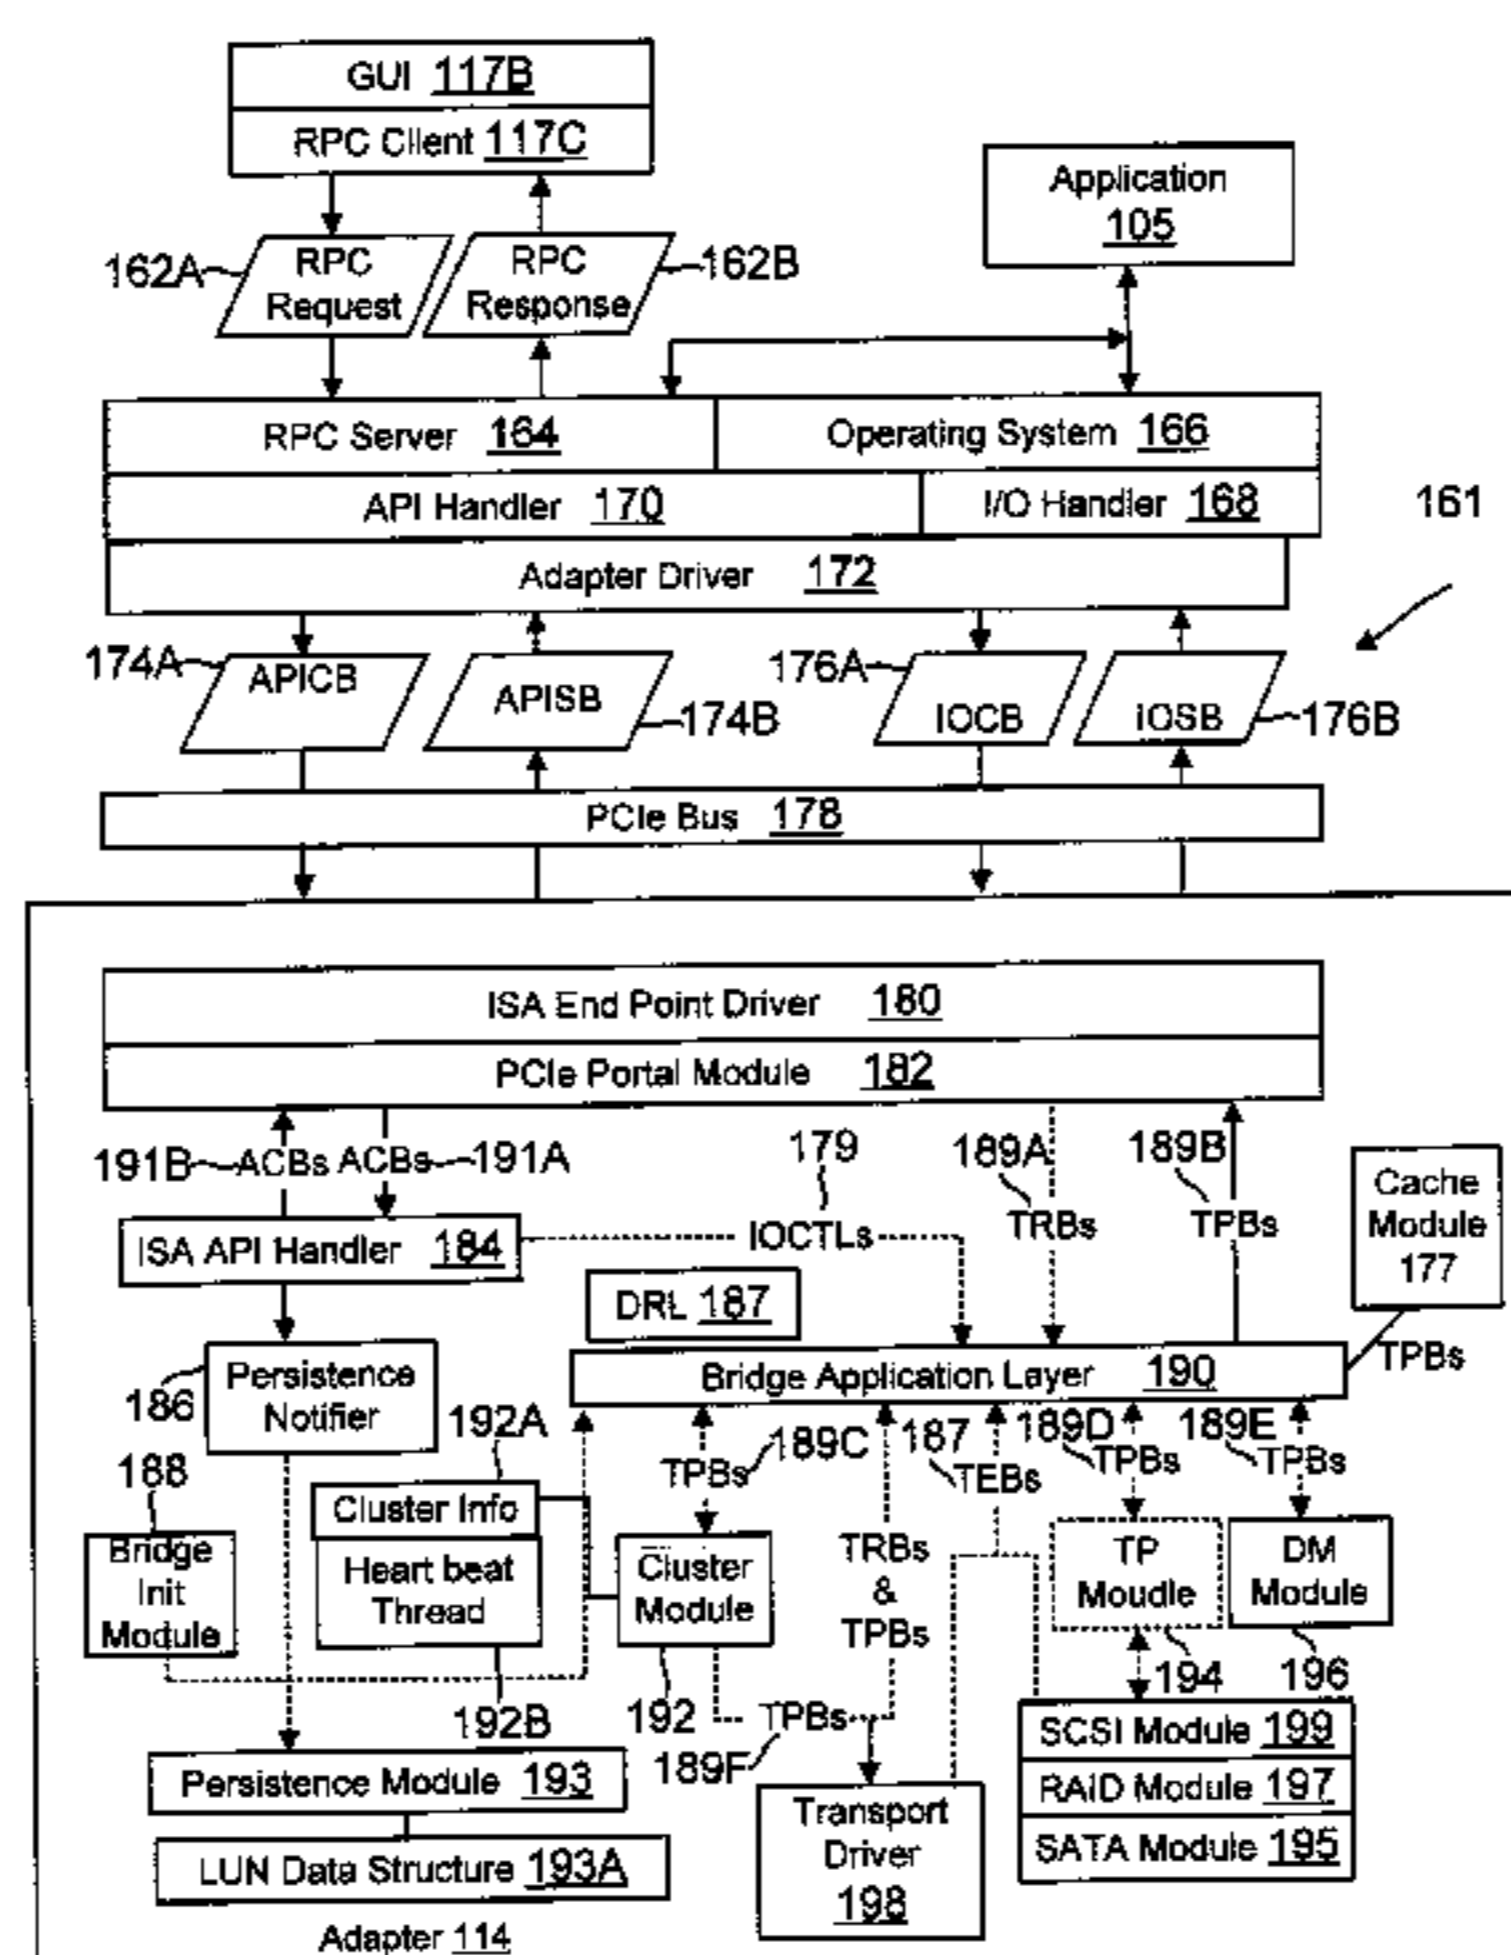 GUI 117B
RPC Client 117C
Application
105
162A
RPC
Request
RPC
Response
162B
RPC Server 164
Operating System 166
API Handler 170
I/O Handler 168
161
Adapter Driver 172
174A
APICB
APISB
174B
176A
IOCB
IOSB
176B
PCIe Bus 178
ISA End Point Driver 180
PCIe Portal Module 182
191B
ACBs
ACBs
191A
179
189A
189B
Cache
Module
177
ISA API Handler 184
IOCTLs
TRBs
TPBs
DRL 187
TPBs
Bridge Application Layer 190
186
Persistence
Notifier
192A
189C
187
189D
189E
188
TPBs
TEBs
TPBs
TPBs
Cluster Info
Heart beat
Thread
Bridge
Init
Module
Cluster
Module
TRBs
&
TPBs
TP
Moudle
DM
Module
192B
192
TPBs
189F
194
196
Persistence Module 193
LUN Data Structure 193A
Transport
Driver
198
SCSI Module 199
RAID Module 197
SATA Module 195
Adapter 114